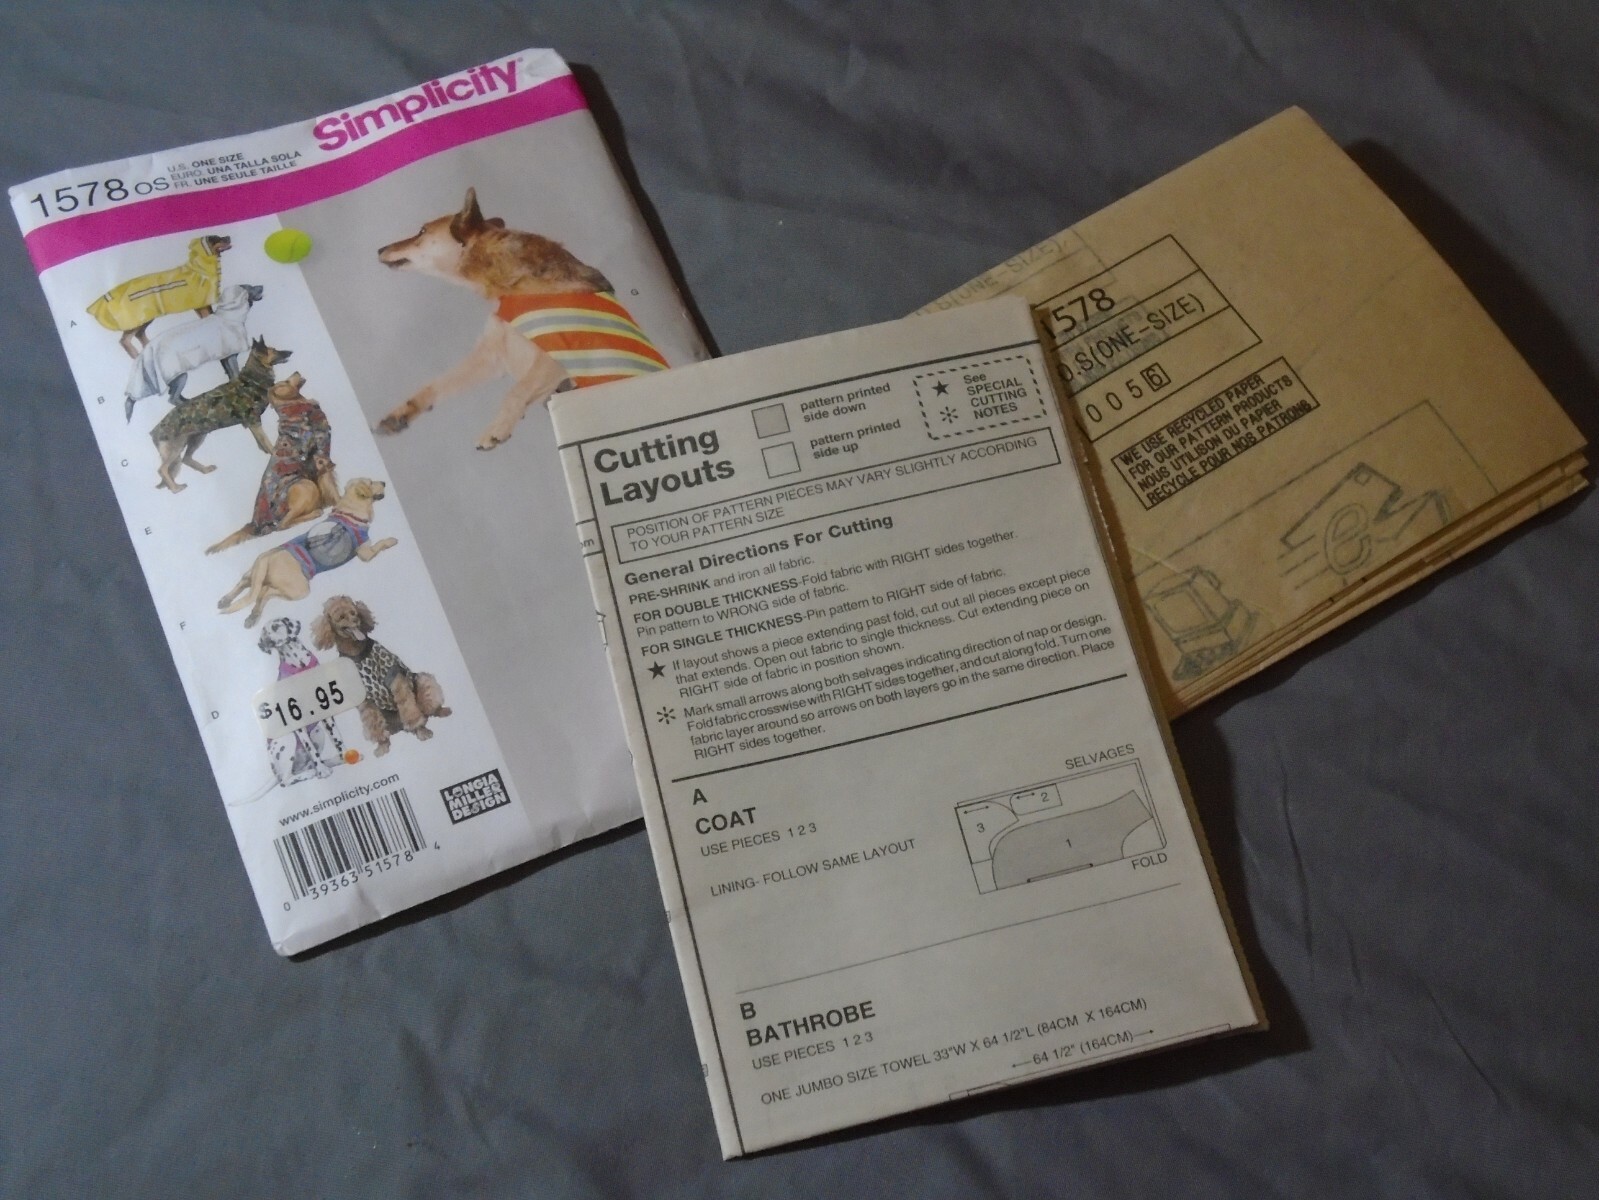 Simplicity
1578 OS
U.S. ONE SIZE
EURO. UNA TALLA SOLA
FR. UNE SEULE TAILLE
A
B
C
E
F
D
G
$16.95
www.simplicity.com
LONGIA
MILLER
DESIGN
0 39363 51578 4
Cutting
Layouts
pattern printed
side down
pattern printed
side up
★ See
SPECIAL
CUTTING
NOTES
POSITION OF PATTERN PIECES MAY VARY SLIGHTLY ACCORDING
TO YOUR PATTERN SIZE
General Directions For Cutting
PRE-SHRINK and iron all fabric.
FOR DOUBLE THICKNESS-Fold fabric with RIGHT sides together.
Pin pattern to WRONG side of fabric.
FOR SINGLE THICKNESS-Pin pattern to RIGHT side of fabric.
★ If layout shows a piece extending past fold, cut out all pieces except piece
that extends. Open out fabric to single thickness. Cut extending piece on
RIGHT side of fabric in position shown.
✲ Mark small arrows along both selvages indicating direction of nap or design.
Fold fabric crosswise with RIGHT sides together, and cut along fold. Turn one
fabric layer around so arrows on both layers go in the same direction. Place
RIGHT sides together.
A
COAT
USE PIECES 1 2 3
LINING- FOLLOW SAME LAYOUT
SELVAGES
3
2
1
FOLD
B
BATHROBE
USE PIECES 1 2 3
ONE JUMBO SIZE TOWEL 33"W X 64 1/2"L (84CM X 164CM)
64 1/2" (164CM)
1578
O.S(ONE-SIZE)
0 0 5 6
WE USE RECYCLED PAPER
FOR OUR PATTERN PRODUCTS
NOUS UTILISON DU PAPIER
RECYCLE POUR NOS PATRONS
e